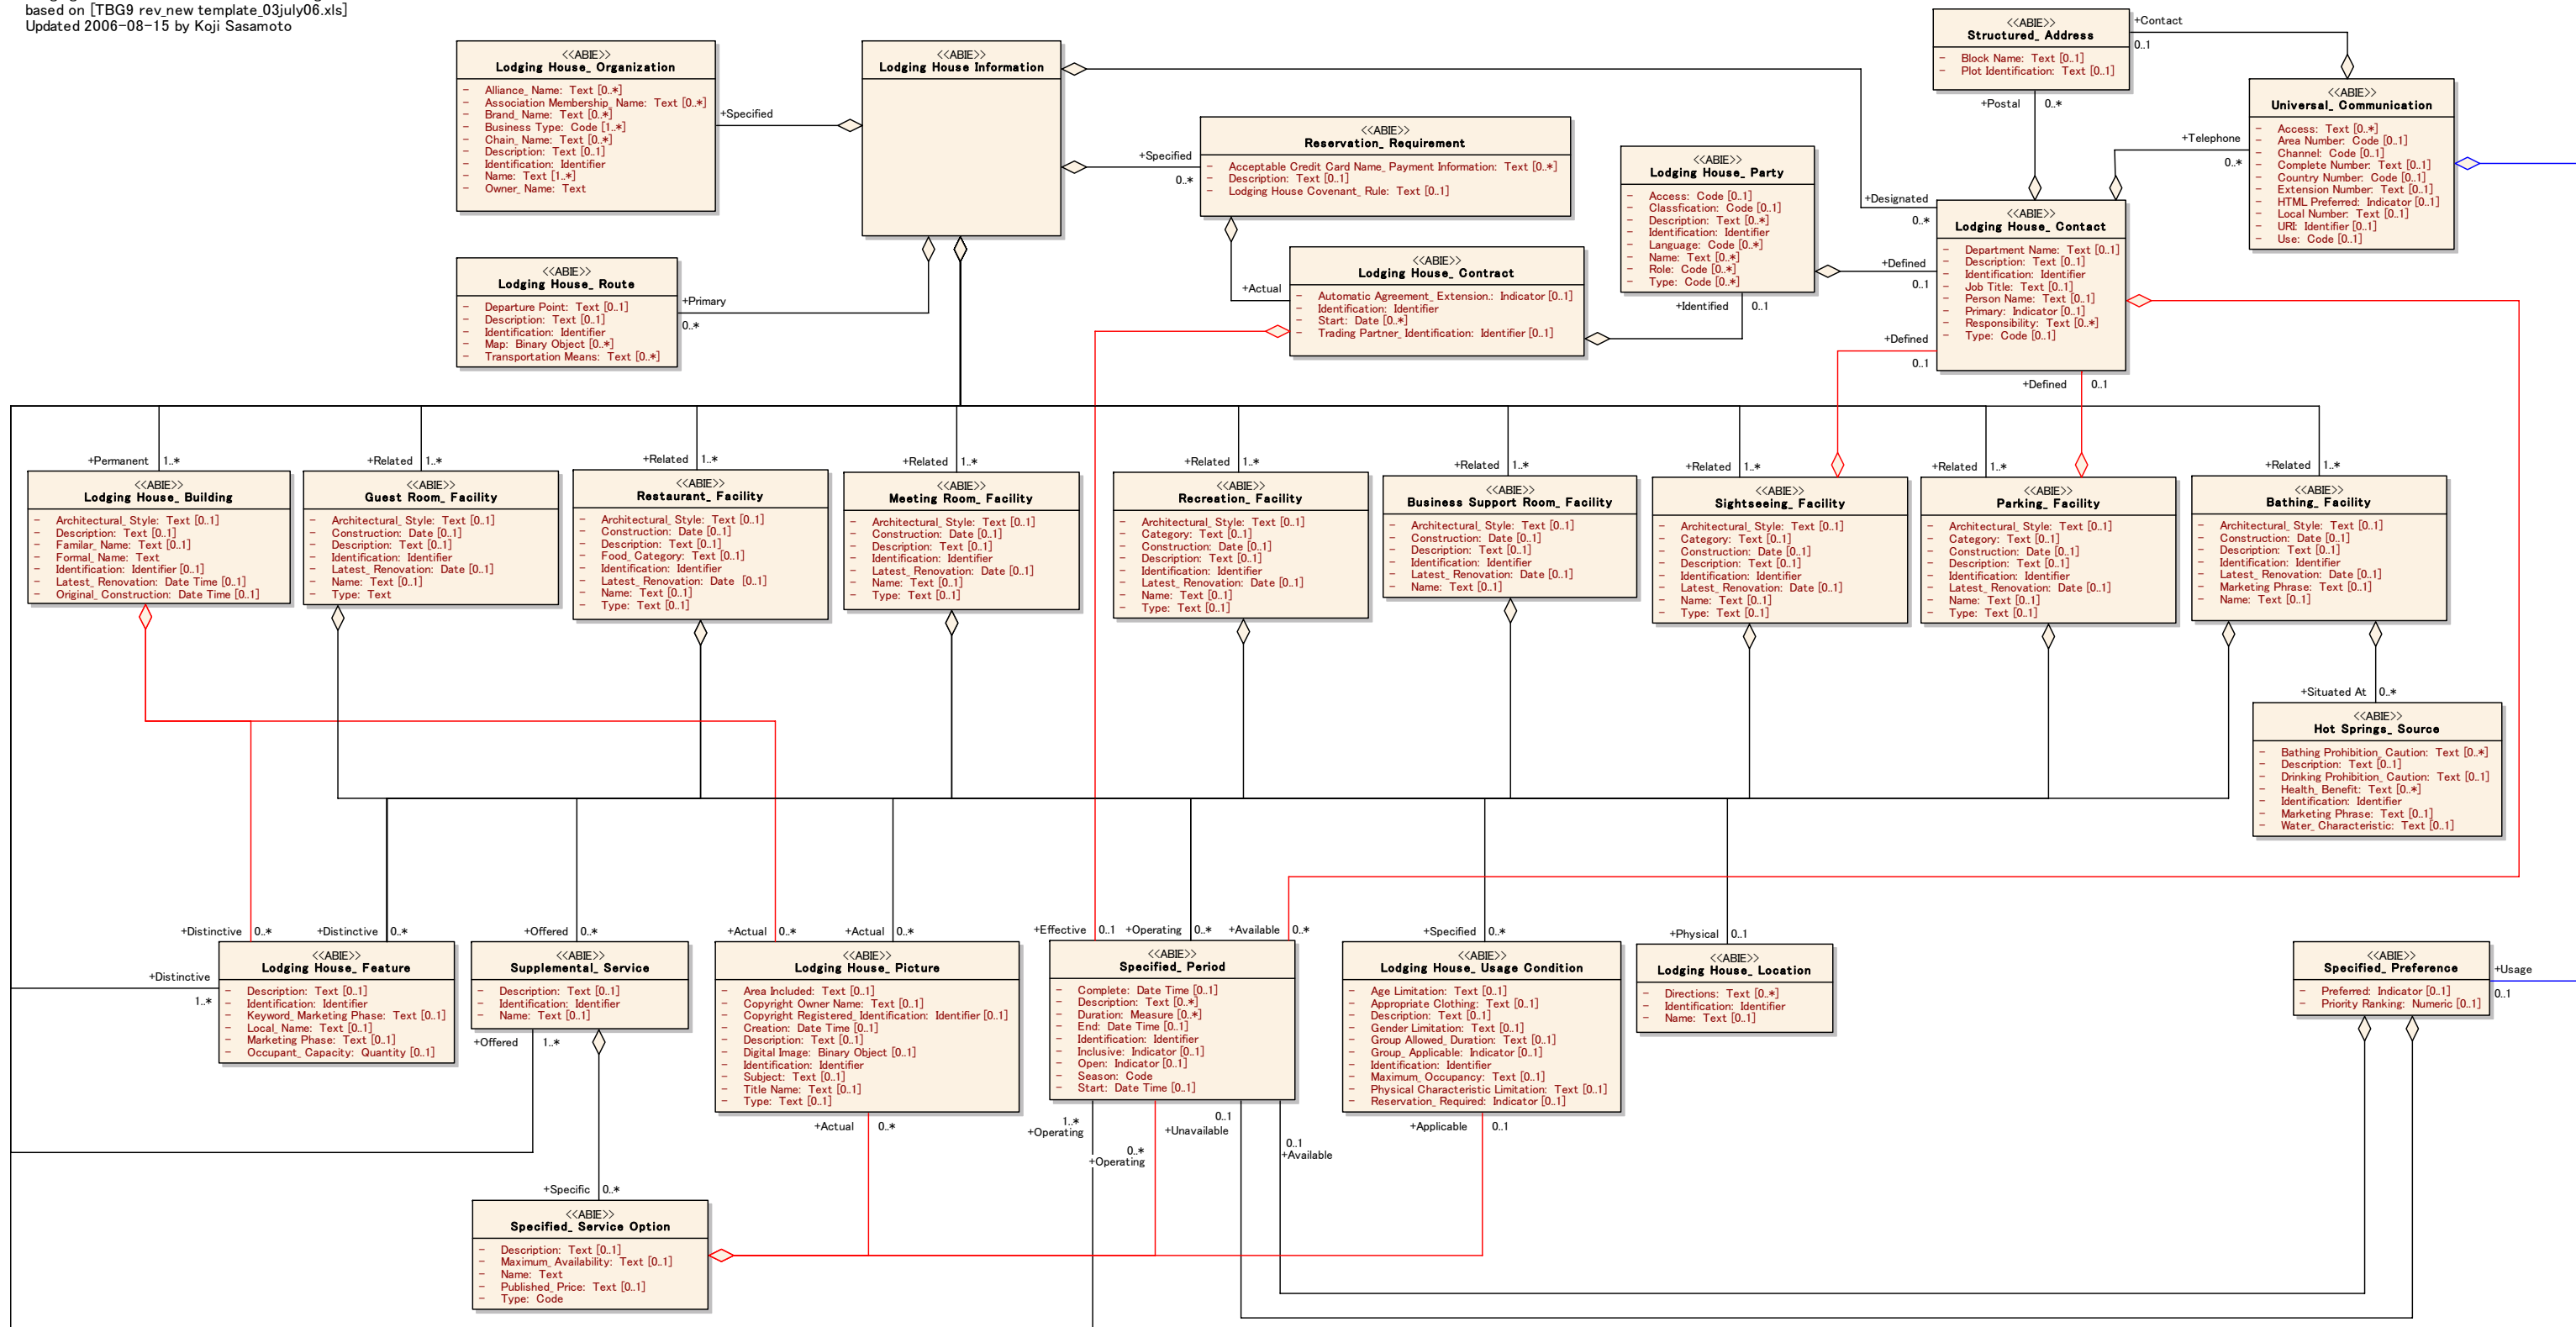 based on [TBG9 rev_new template_03july06.xls]
Updated 2006-08-15 by Koji Sasamoto
<<ABIE>>
Lodging House_ Organization
- Alliance_ Name: Text [0..*]
- Association Membership_ Name: Text [0..*]
- Brand_ Name: Text [0..*]
- Business Type: Code [1..*]
- Chain_ Name: Text [0..*]
- Description: Text [0..1]
- Identification: Identifier
- Name: Text [1..*]
- Owner_ Name: Text
+Specified
<<ABIE>>
Lodging House Information
<<ABIE>>
Structured_ Address
- Block Name: Text [0..1]
- Plot Identification: Text [0..1]
+Contact
0..1
+Postal 0..*
<<ABIE>>
Universal_ Communication
- Access: Text [0..*]
- Area Number: Code [0..1]
- Channel: Code [0..1]
- Complete Number: Text [0..1]
- Country Number: Code [0..1]
- Extension Number: Text [0..1]
- HTML Preferred: Indicator [0..1]
- Local Number: Text [0..1]
- URI: Identifier [0..1]
- Use: Code [0..1]
+Telephone
0..*
+Specified
0..*
<<ABIE>>
Reservation_ Requirement
- Acceptable Credit Card Name_ Payment Information: Text [0..*]
- Description: Text [0..1]
- Lodging House Covenant_ Rule: Text [0..1]
<<ABIE>>
Lodging House_ Party
- Access: Code [0..1]
- Classfication: Code [0..1]
- Description: Text [0..*]
- Identification: Identifier
- Language: Code [0..*]
- Name: Text [0..*]
- Role: Code [0..*]
- Type: Code [0..*]
+Identified 0..1
+Designated
0..*
<<ABIE>>
Lodging House_ Contact
- Department Name: Text [0..1]
- Description: Text [0..1]
- Identification: Identifier
- Job Title: Text [0..1]
- Person Name: Text [0..1]
- Primary: Indicator [0..1]
- Responsibility: Text [0..*]
- Type: Code [0..1]
+Defined
0..1
+Defined
0..1
+Defined 0..1
<<ABIE>>
Lodging House_ Route
- Departure Point: Text [0..1]
- Description: Text [0..1]
- Identification: Identifier
- Map: Binary Object [0..*]
- Transportation Means: Text [0..*]
+Primary
0..*
+Actual
<<ABIE>>
Lodging House_ Contract
- Automatic Agreement_ Extension.: Indicator [0..1]
- Identification: Identifier
- Start: Date [0..*]
- Trading Partner_ Identification: Identifier [0..1]
+Permanent 1..*
<<ABIE>>
Lodging House_ Building
- Architectural_ Style: Text [0..1]
- Description: Text [0..1]
- Familar_ Name: Text [0..1]
- Formal_ Name: Text
- Identification: Identifier [0..1]
- Latest_ Renovation: Date Time [0..1]
- Original_ Construction: Date Time [0..1]
+Related 1..*
<<ABIE>>
Guest Room_ Facility
- Architectural_ Style: Text [0..1]
- Construction: Date [0..1]
- Description: Text [0..1]
- Identification: Identifier
- Latest_ Renovation: Date [0..1]
- Name: Text [0..1]
- Type: Text
+Related 1..*
<<ABIE>>
Restaurant_ Facility
- Architectural_ Style: Text [0..1]
- Construction: Date [0..1]
- Description: Text [0..1]
- Food_ Category: Text [0..1]
- Identification: Identifier
- Latest_ Renovation: Date [0..1]
- Name: Text [0..1]
- Type: Text [0..1]
+Related 1..*
<<ABIE>>
Meeting Room_ Facility
- Architectural_ Style: Text [0..1]
- Construction: Date [0..1]
- Description: Text [0..1]
- Identification: Identifier
- Latest_ Renovation: Date [0..1]
- Name: Text [0..1]
- Type: Text [0..1]
+Related 1..*
<<ABIE>>
Recreation_ Facility
- Architectural_ Style: Text [0..1]
- Category: Text [0..1]
- Construction: Date [0..1]
- Description: Text [0..1]
- Identification: Identifier
- Latest_ Renovation: Date [0..1]
- Name: Text [0..1]
- Type: Text [0..1]
+Related 1..*
<<ABIE>>
Business Support Room_ Facility
- Architectural_ Style: Text [0..1]
- Construction: Date [0..1]
- Description: Text [0..1]
- Identification: Identifier
- Latest_ Renovation: Date [0..1]
- Name: Text [0..1]
+Related 1..*
<<ABIE>>
Sightseeing_ Facility
- Architectural_ Style: Text [0..1]
- Category: Text [0..1]
- Construction: Date [0..1]
- Description: Text [0..1]
- Identification: Identifier
- Latest_ Renovation: Date [0..1]
- Name: Text [0..1]
- Type: Text [0..1]
+Related 1..*
<<ABIE>>
Parking_ Facility
- Architectural_ Style: Text [0..1]
- Category: Text [0..1]
- Construction: Date [0..1]
- Description: Text [0..1]
- Identification: Identifier
- Latest_ Renovation: Date [0..1]
- Name: Text [0..1]
- Type: Text [0..1]
+Related 1..*
<<ABIE>>
Bathing_ Facility
- Architectural_ Style: Text [0..1]
- Construction: Date [0..1]
- Description: Text [0..1]
- Identification: Identifier
- Latest_ Renovation: Date [0..1]
- Marketing Phrase: Text [0..1]
- Name: Text [0..1]
+Situated At 0..*
<<ABIE>>
Hot Springs_ Source
- Bathing Prohibition_ Caution: Text [0..*]
- Description: Text [0..1]
- Drinking Prohibition_ Caution: Text [0..1]
- Health_ Benefit: Text [0..*]
- Identification: Identifier
- Marketing Phrase: Text [0..1]
- Water_ Characteristic: Text [0..1]
+Distinctive 0..*
+Distinctive 0..*
+Distinctive
1..*
<<ABIE>>
Lodging House_ Feature
- Description: Text [0..1]
- Identification: Identifier
- Keyword_ Marketing Phase: Text [0..1]
- Local_ Name: Text [0..1]
- Marketing Phase: Text [0..1]
- Occupant_ Capacity: Quantity [0..1]
+Offered 0..*
<<ABIE>>
Supplemental_ Service
- Description: Text [0..1]
- Identification: Identifier
- Name: Text [0..1]
+Offered 1..*
+Actual 0..*
+Actual 0..*
<<ABIE>>
Lodging House_ Picture
- Area Included: Text [0..1]
- Copyright Owner Name: Text [0..1]
- Copyright Registered_ Identification: Identifier [0..1]
- Creation: Date Time [0..1]
- Description: Text [0..1]
- Digital Image: Binary Object [0..1]
- Identification: Identifier
- Subject: Text [0..1]
- Title Name: Text [0..1]
- Type: Text [0..1]
+Actual 0..*
+Effective 0..1
+Operating 0..*
+Available 0..*
<<ABIE>>
Specified_ Period
- Complete: Date Time [0..1]
- Description: Text [0..*]
- Duration: Measure [0..*]
- End: Date Time [0..1]
- Identification: Identifier
- Inclusive: Indicator [0..1]
- Open: Indicator [0..1]
- Season: Code
- Start: Date Time [0..1]
1..*
+Operating
0..*
+Operating
0..1
+Unavailable
0..1
+Available
+Specified 0..*
<<ABIE>>
Lodging House_ Usage Condition
- Age Limitation: Text [0..1]
- Appropriate Clothing: Text [0..1]
- Description: Text [0..1]
- Gender Limitation: Text [0..1]
- Group Allowed_ Duration: Text [0..1]
- Group_ Applicable: Indicator [0..1]
- Identification: Identifier
- Maximum_ Occupancy: Text [0..1]
- Physical Characteristic Limitation: Text [0..1]
- Reservation_ Required: Indicator [0..1]
+Applicable 0..1
+Physical 0..1
<<ABIE>>
Lodging House_ Location
- Directions: Text [0..*]
- Identification: Identifier
- Name: Text [0..1]
<<ABIE>>
Specified_ Preference
- Preferred: Indicator [0..1]
- Priority Ranking: Numeric [0..1]
+Usage
0..1
+Specific 0..*
<<ABIE>>
Specified_ Service Option
- Description: Text [0..1]
- Maximum_ Availability: Text [0..1]
- Name: Text
- Published_ Price: Text [0..1]
- Type: Code